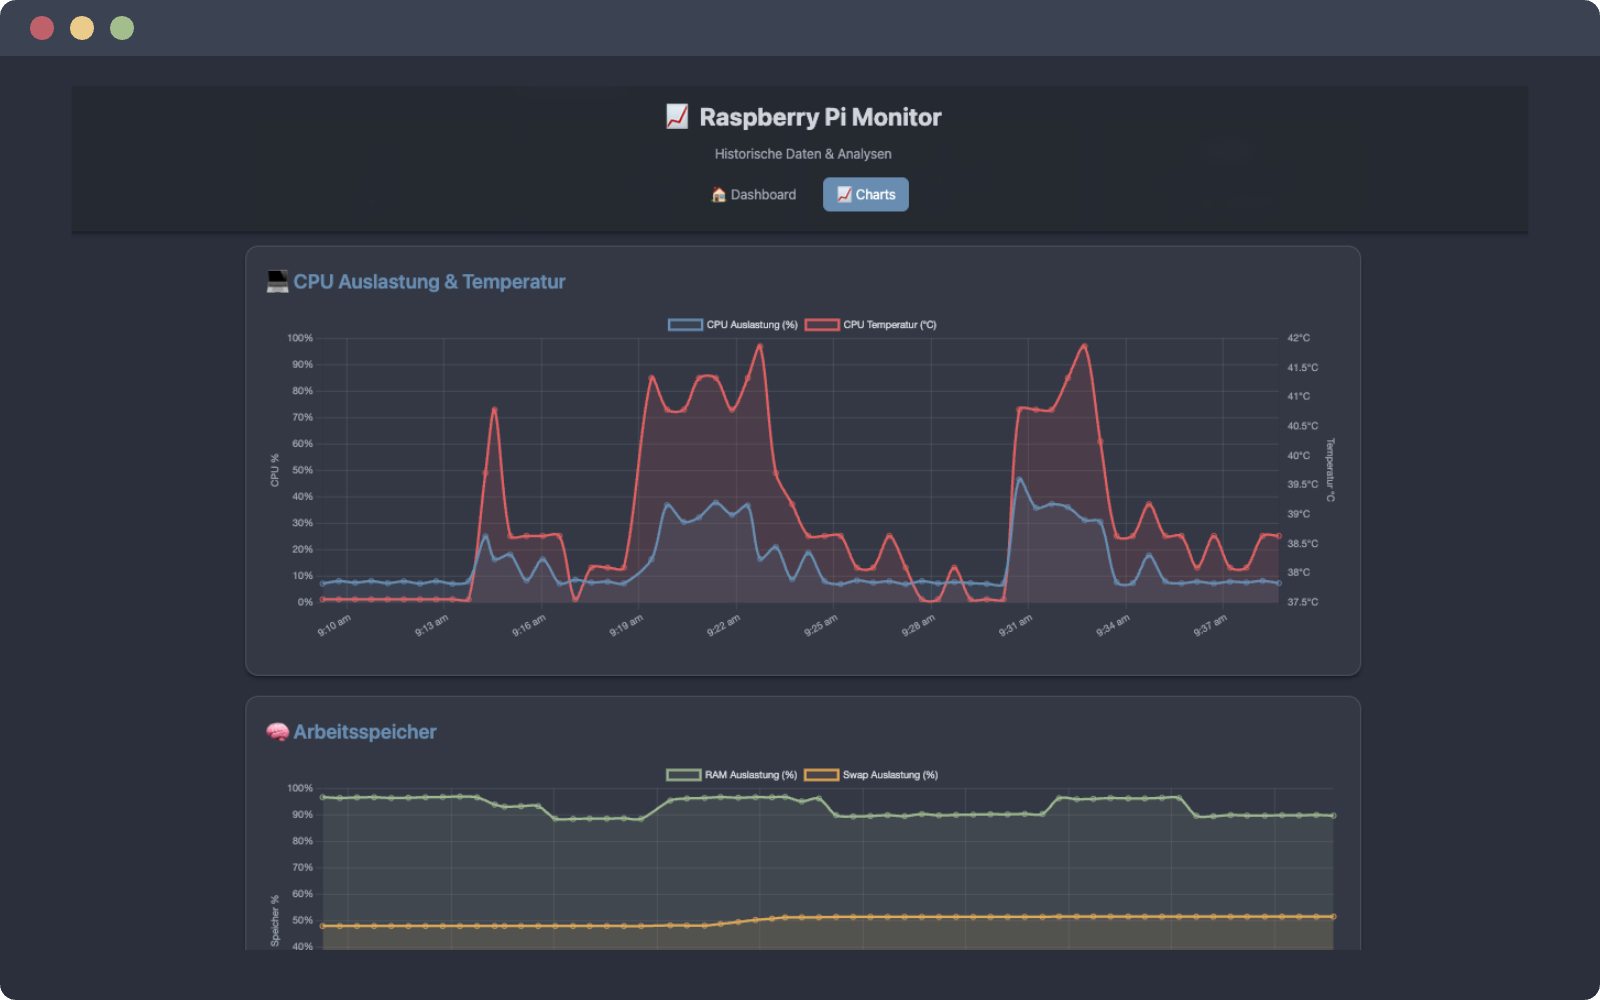 Raspberry Pi Monitor
Historische Daten & Analysen
Dashboard
Charts
CPU Auslastung & Temperatur
CPU Auslastung (%)
CPU Temperatur (°C)
100%
90%
80%
70%
60%
50%
40%
30%
20%
10%
0%
CPU %
42°C
41.5°C
41°C
40.5°C
40°C
39.5°C
39°C
38.5°C
38°C
37.5°C
Temperatur °C
9:10 am
9:13 am
9:16 am
9:19 am
9:22 am
9:25 am
9:28 am
9:31 am
9:34 am
9:37 am
Arbeitsspeicher
RAM Auslastung (%)
Swap Auslastung (%)
100%
90%
80%
70%
60%
50%
40%
Speicher %